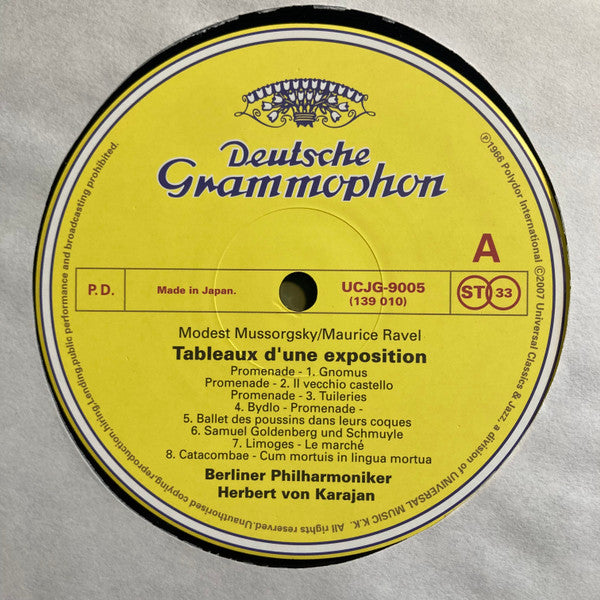 Deutsche
Grammophon
A
P.D.
Made in Japan.
UCJG-9005
(139 010)
ST 33
Modest Mussorgsky/Maurice Ravel
Tableaux d'une exposition
Promenade - 1. Gnomus
Promenade - 2. Il vecchio castello
Promenade - 3. Tuileries
4. Bydlo - Promenade -
5. Ballet des poussins dans leurs coques
6. Samuel Goldenberg und Schmuyle
7. Limoges - Le marché
8. Catacombae - Cum mortuis in lingua mortua
Berliner Philharmoniker
Herbert von Karajan
℗1966 Polydor International ©2007 Universal Classics & Jazz, a division of UNIVERSAL MUSIC K.K. All rights reserved.Unauthorised copying,reproduction,hiring,Lending,public performance and broadcasting prohibited.